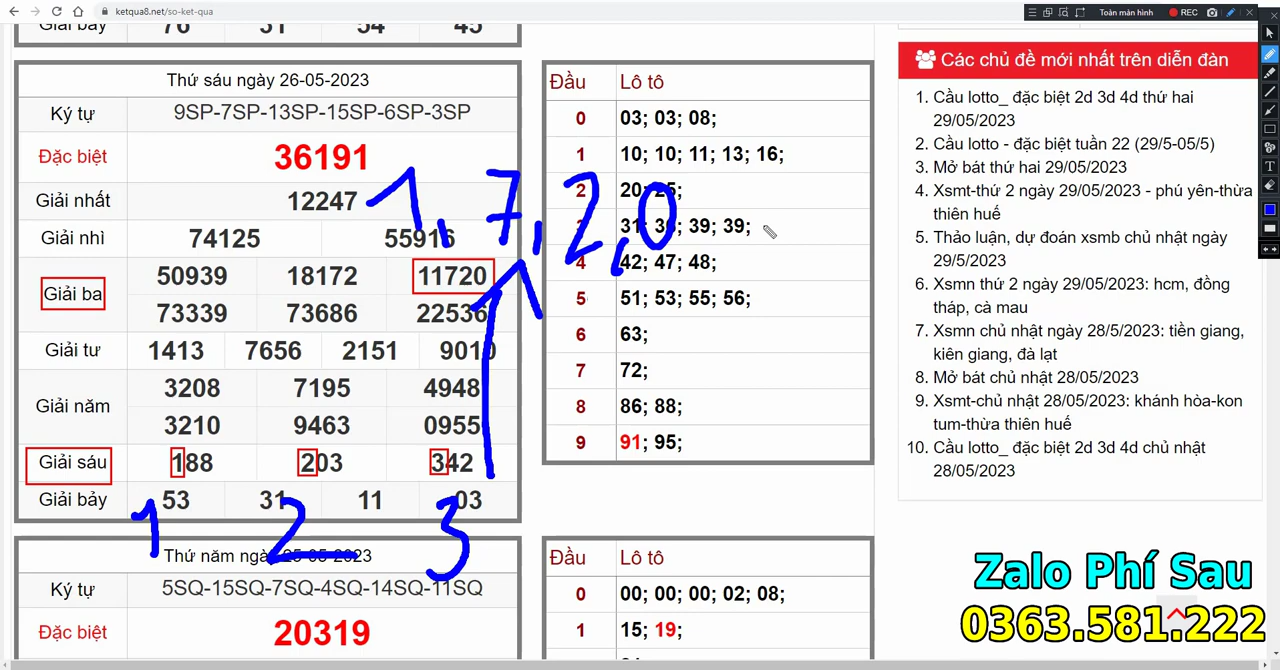 ketqua8.net/so-ket-qua
Toàn màn hình
REC
Giải bảy 76 31 54 45
Thứ sáu ngày 26-05-2023
Ký tự 9SP-7SP-13SP-15SP-6SP-3SP
Đặc biệt 36191
Giải nhất 12247
Giải nhì 74125 55916
Giải ba 50939 18172 11720
73339 73686 22536
Giải tư 1413 7656 2151 9010
Giải năm 3208 7195 4948
3210 9463 0955
Giải sáu 188 203 342
Giải bảy 53 31 11 03
1, 7, 2, 0
1 2 3
Thứ năm ngày 25-05-2023
Ký tự 5SQ-15SQ-7SQ-4SQ-14SQ-11SQ
Đặc biệt 20319
Đầu Lô tô
0 03; 03; 08;
1 10; 10; 11; 13; 16;
2 20; 25;
3 31; 36; 39; 39;
4 42; 47; 48;
5 51; 53; 55; 56;
6 63;
7 72;
8 86; 88;
9 91; 95;
Đầu Lô tô
0 00; 00; 00; 02; 08;
1 15; 19;
Các chủ đề mới nhất trên diễn đàn
1. Cầu lotto_ đặc biệt 2d 3d 4d thứ hai
29/05/2023
2. Cầu lotto - đặc biệt tuần 22 (29/5-05/5)
3. Mở bát thứ hai 29/05/2023
4. Xsmt-thứ 2 ngày 29/05/2023 - phú yên-thừa
thiên huế
5. Thảo luận, dự đoán xsmb chủ nhật ngày
29/5/2023
6. Xsmn thứ 2 ngày 29/05/2023: hcm, đồng
tháp, cà mau
7. Xsmn chủ nhật ngày 28/5/2023: tiền giang,
kiên giang, đà lạt
8. Mở bát chủ nhật 28/05/2023
9. Xsmt-chủ nhật 28/05/2023: khánh hòa-kon
tum-thừa thiên huế
10. Cầu lotto_ đặc biệt 2d 3d 4d chủ nhật
28/05/2023
Zalo Phí Sau
0363.581.222